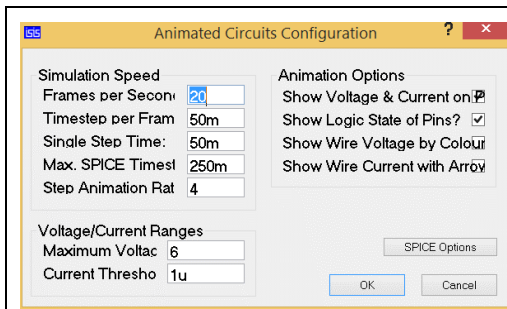 ISIS
Animated Circuits Configuration
?
x
Simulation Speed
Frames per Secon 20
Timestep per Fram 50m
Single Step Time: 50m
Max. SPICE Timest 250m
Step Animation Rat 4
Voltage/Current Ranges
Maximum Voltag 6
Current Thresho 1u
Animation Options
Show Voltage & Current on
Show Logic State of Pins?
Show Wire Voltage by Colour
Show Wire Current with Arrow
SPICE Options
OK
Cancel